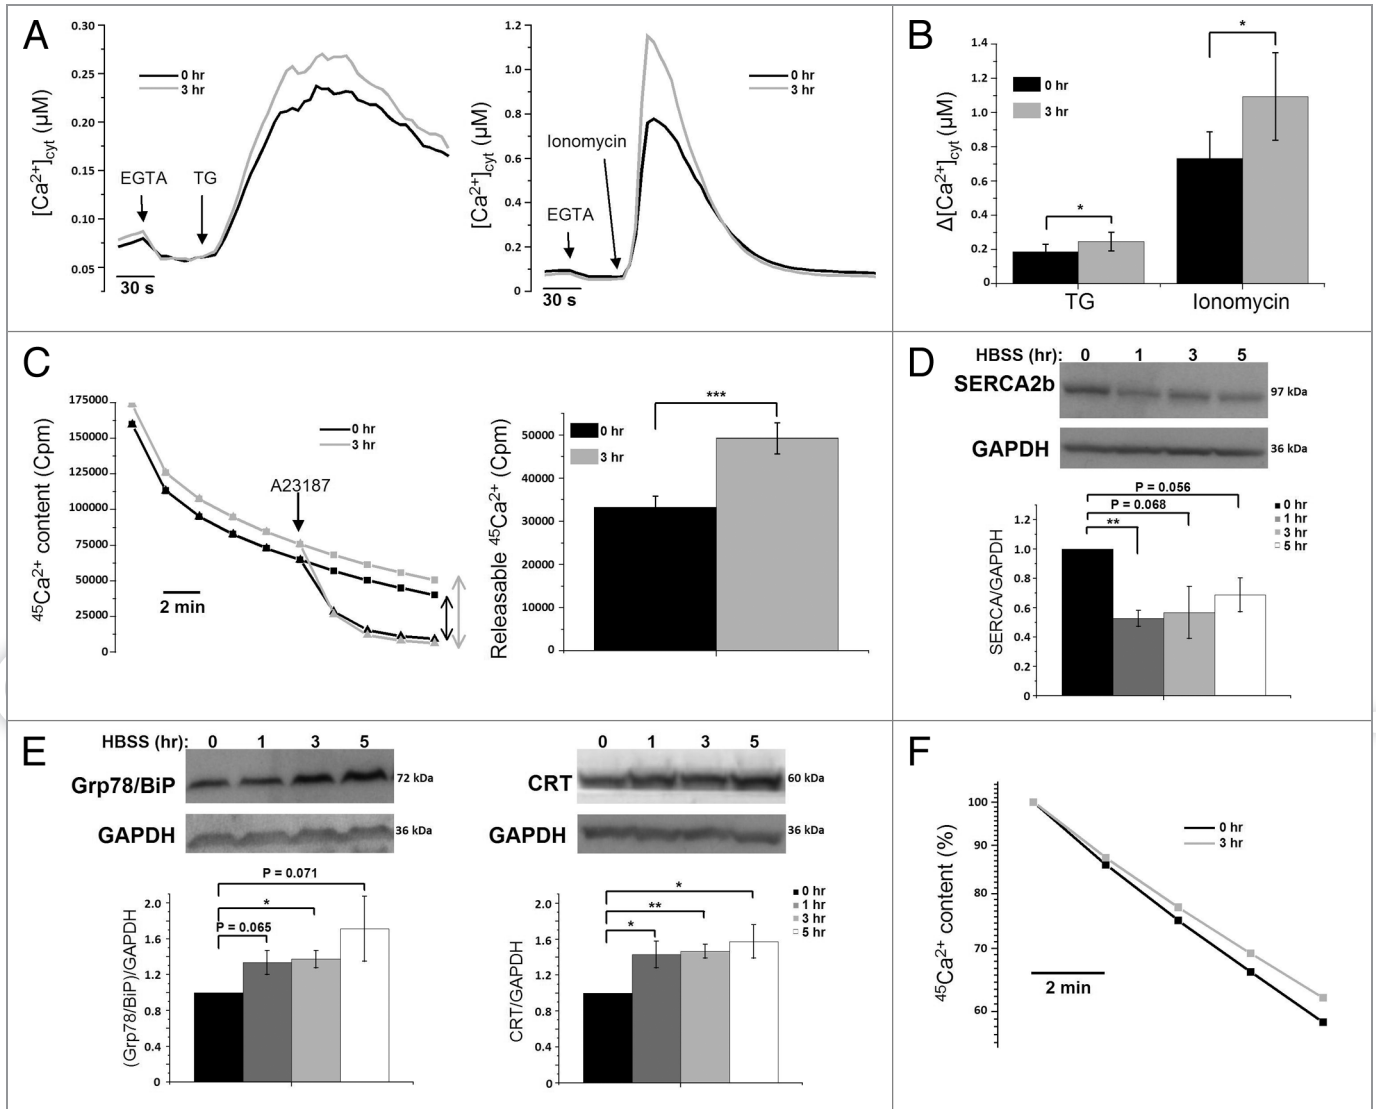 A
0.30
0.25
0.20
0.15
0.10
0.05
[Ca2+]cyt (µM)
0 hr
3 hr
EGTA
TG
30 s
1.2
1.0
0.8
0.6
0.4
0.2
0
[Ca2+]cyt (µM)
0 hr
3 hr
Ionomycin
EGTA
30 s
B
*
1.4
1.2
1.0
0.8
0.6
0.4
0.2
0
Δ[Ca2+]cyt (µM)
0 hr
3 hr
*
TG
Ionomycin
C
175000
150000
125000
100000
75000
50000
25000
0
45Ca2+ content (Cpm)
0 hr
3 hr
A23187
2 min
***
50000
40000
30000
20000
10000
0
Releasable 45Ca2+ (Cpm)
0 hr
3 hr
D
HBSS (hr): 0 1 3 5
SERCA2b
97 kDa
GAPDH
36 kDa
P = 0.056
P = 0.068
**
0 hr
1 hr
3 hr
5 hr
1.2
1.0
0.8
0.6
0.4
0.2
0
SERCA/GAPDH
E
HBSS (hr): 0 1 3 5
Grp78/BiP
72 kDa
GAPDH
36 kDa
P = 0.071
*
P = 0.065
2.0
1.6
1.2
0.8
0.4
0
(Grp78/BiP)/GAPDH
0 1 3 5
CRT
60 kDa
GAPDH
36 kDa
*
**
*
0 hr
1 hr
3 hr
5 hr
2.0
1.6
1.2
0.8
0.4
0
CRT/GAPDH
F
100
90
80
70
60
45Ca2+ content (%)
0 hr
3 hr
2 min